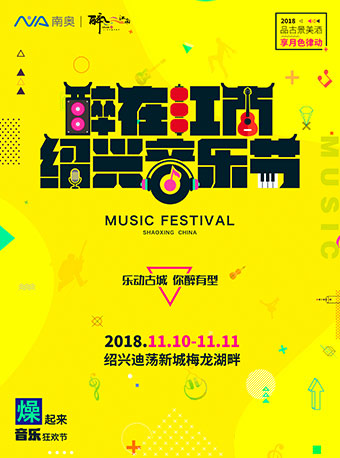 南奥
醉
2018
品古景美酒
享月色律动
醉在江南
绍兴音乐节
MUSIC
MUSIC FESTIVAL
SHAOXING CHINA
乐动古城 你醉有型
2018.11.10-11.11
绍兴迪荡新城梅龙湖畔
燥起来
音乐狂欢节